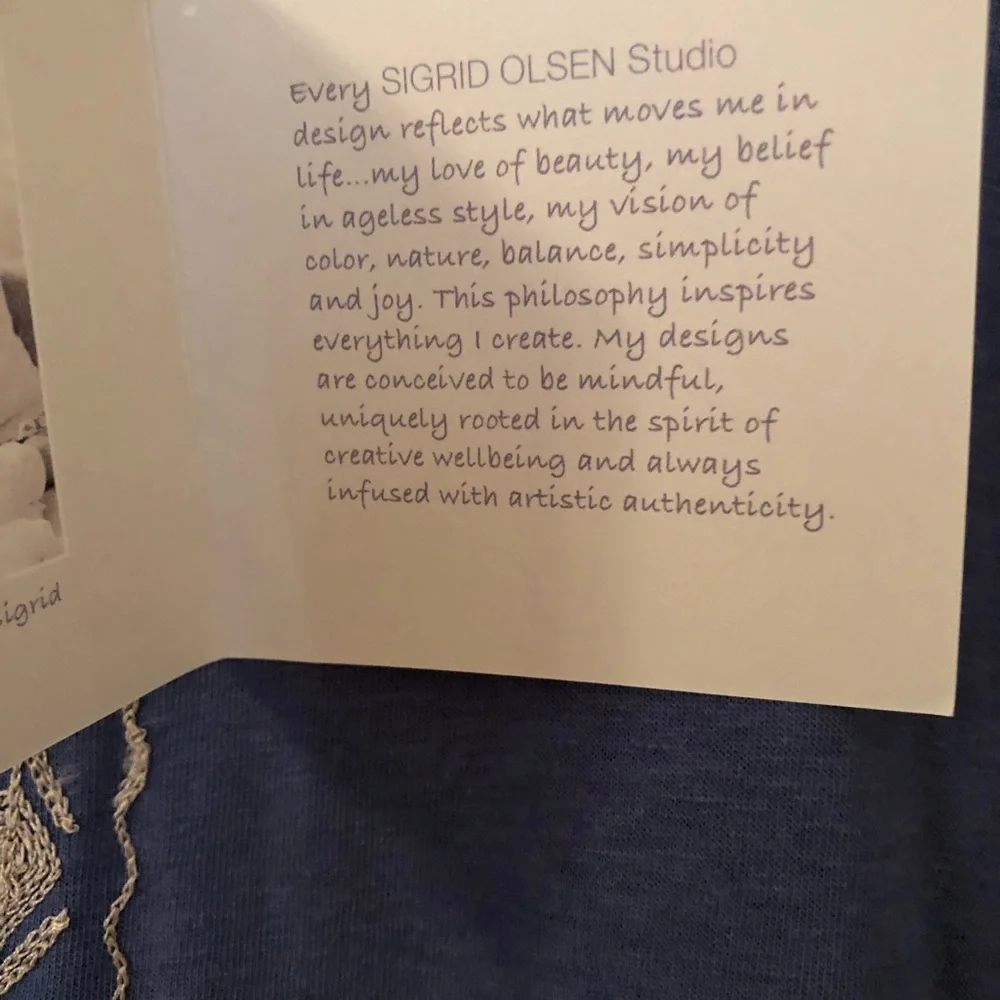 Every SIGRID OLSEN Studio
design reflects what moves me in
life...my love of beauty, my belief
in ageless style, my vision of
color, nature, balance, simplicity
and joy. This philosophy inspires
everything I create. My designs
are conceived to be mindful,
uniquely rooted in the spirit of
creative wellbeing and always
infused with artistic authenticity.